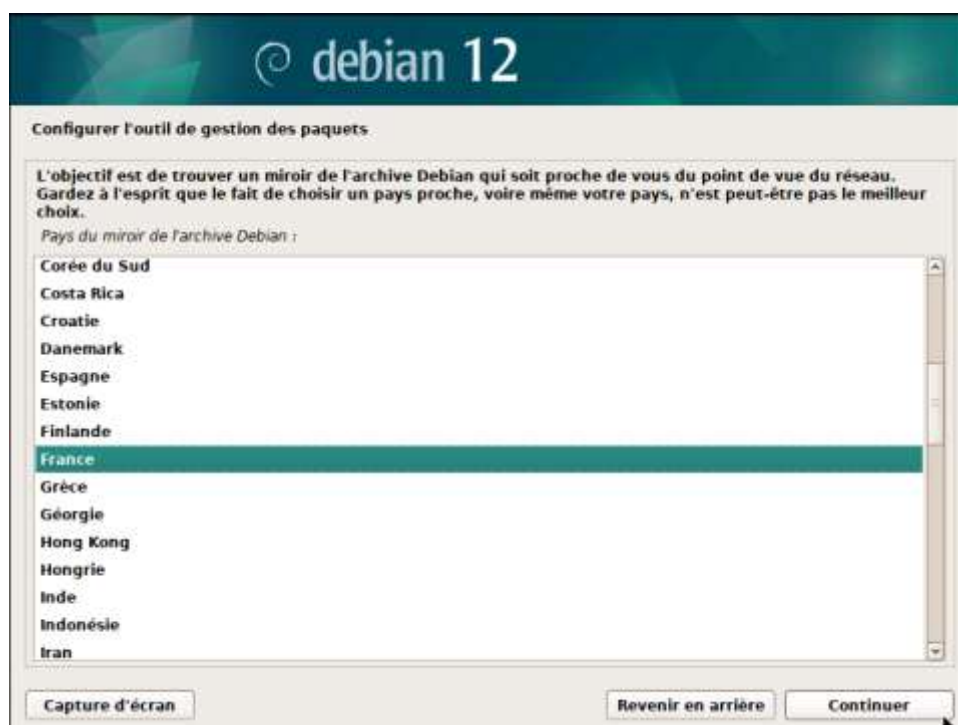 debian 12
Configurer l'outil de gestion des paquets
L'objectif est de trouver un miroir de l'archive Debian qui soit proche de vous du point de vue du réseau.
Gardez à l'esprit que le fait de choisir un pays proche, voire même votre pays, n'est peut-être pas le meilleur
choix.
Pays du miroir de l'archive Debian :
Corée du Sud
Costa Rica
Croatie
Danemark
Espagne
Estonie
Finlande
France
Grèce
Géorgie
Hong Kong
Hongrie
Inde
Indonésie
Iran
Capture d'écran
Revenir en arrière
Continuer